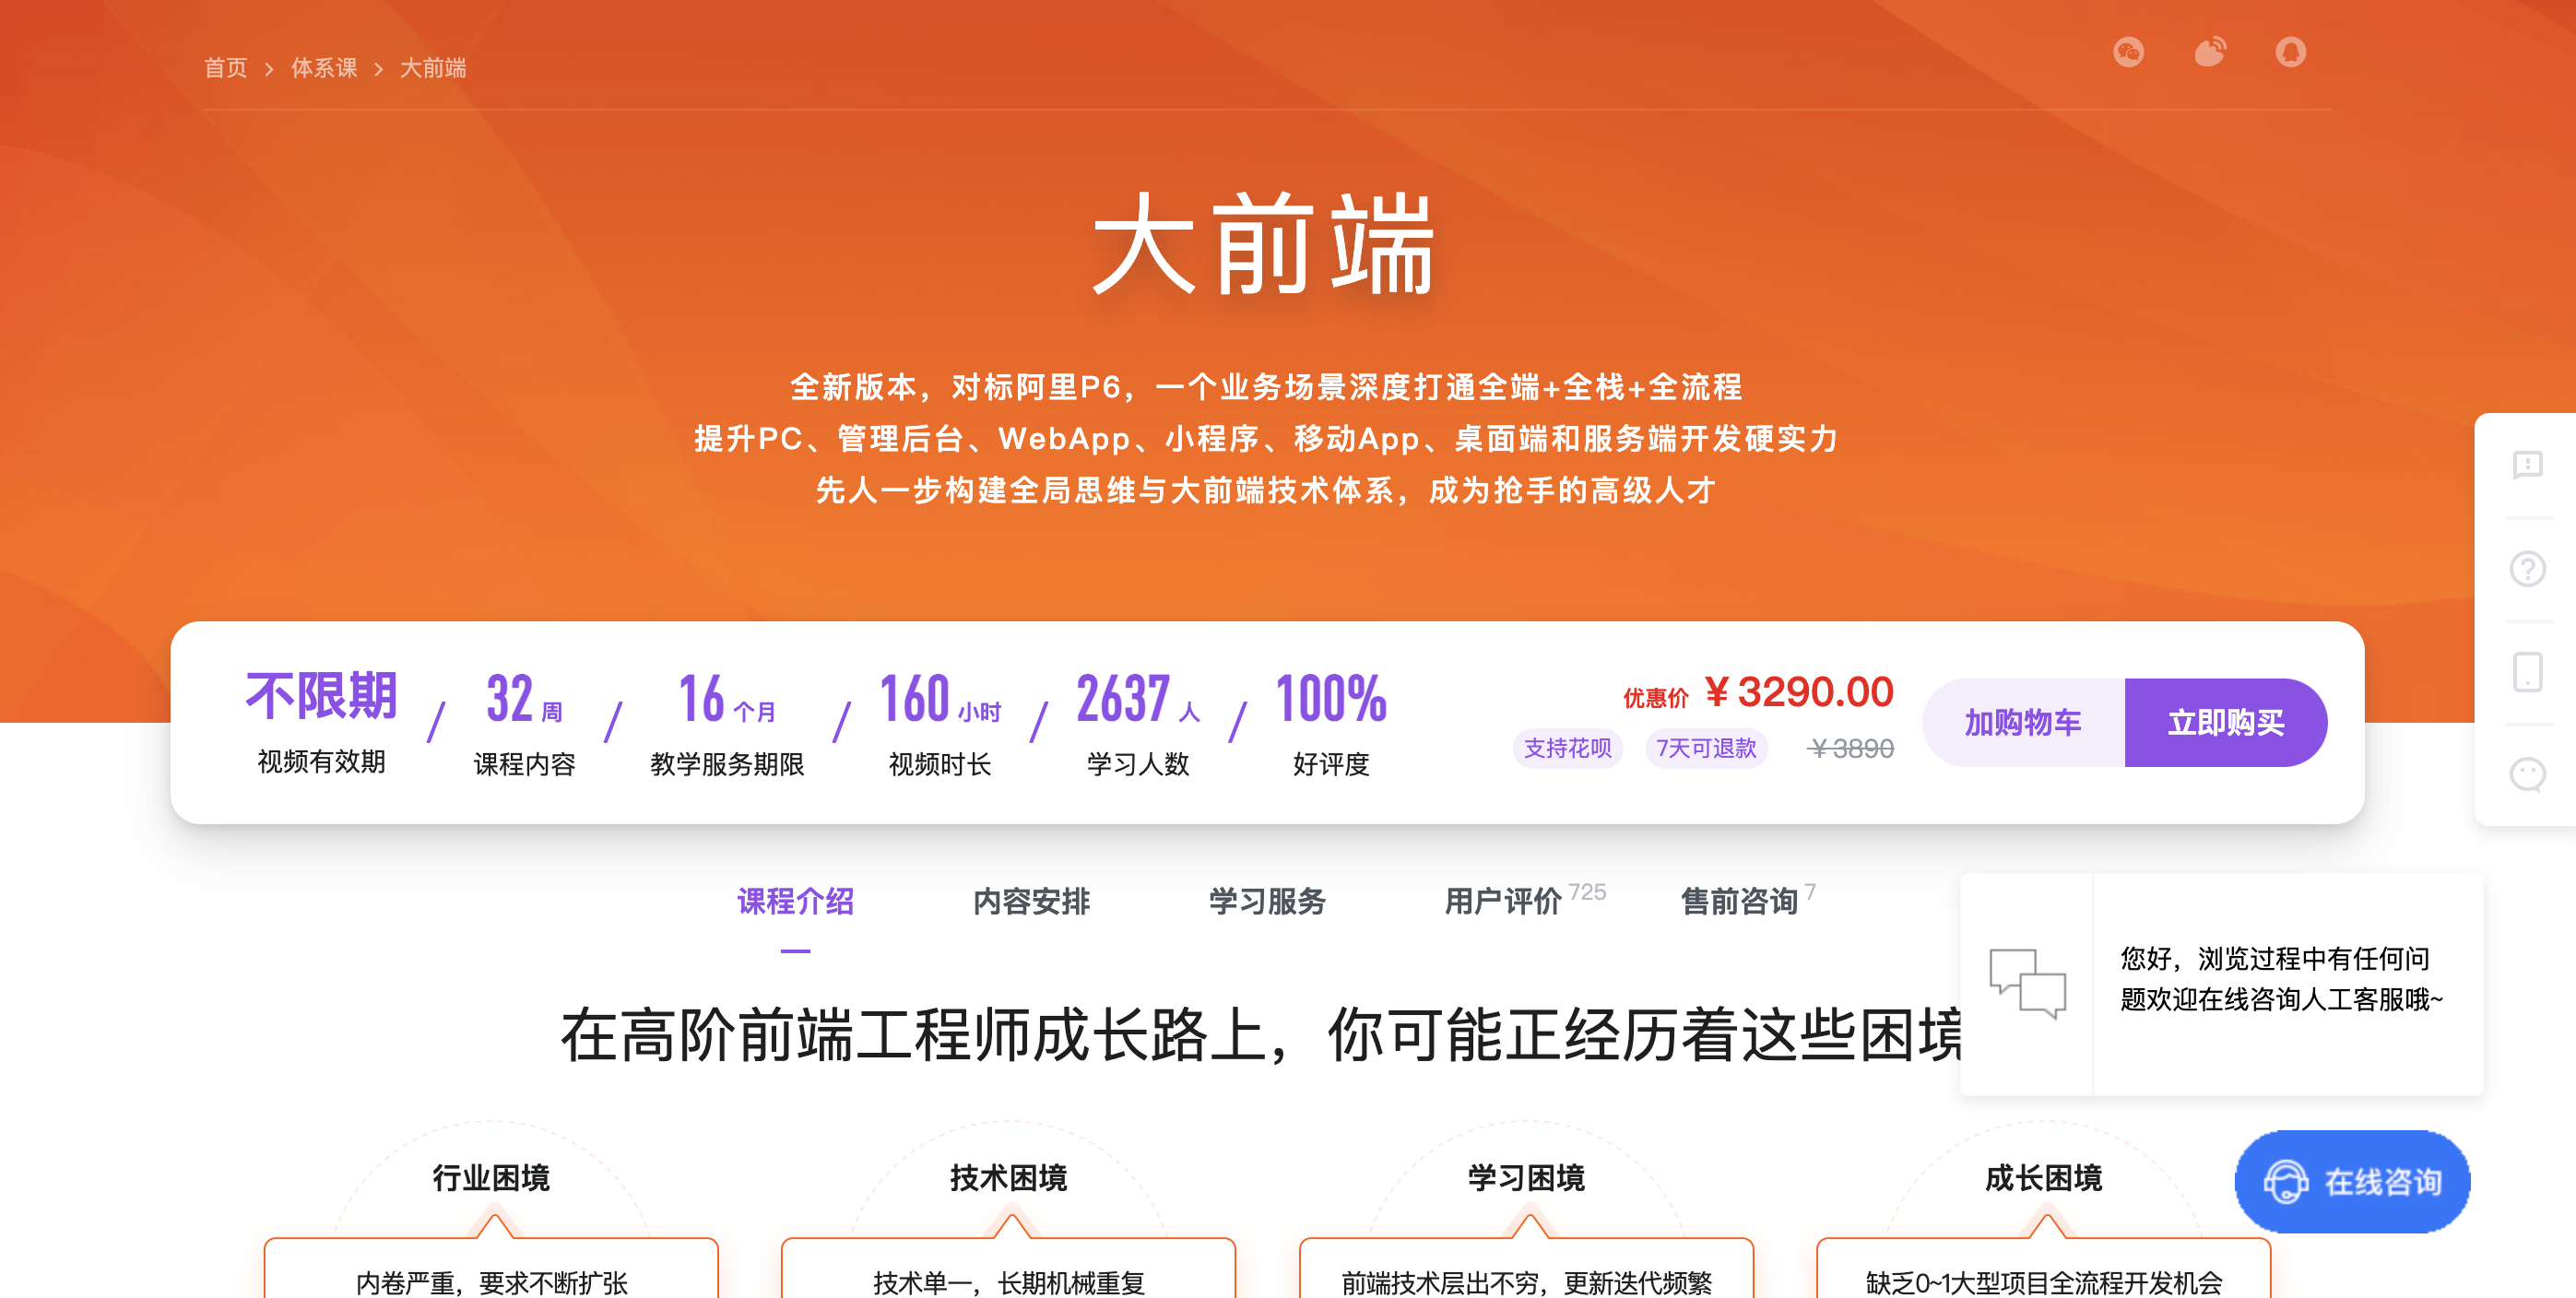 首页 > 体系课 > 大前端
大前端
全新版本，对标阿里P6，一个业务场景深度打通全端+全栈+全流程
提升PC、管理后台、WebApp、小程序、移动App、桌面端和服务端开发硬实力
先人一步构建全局思维与大前端技术体系，成为抢手的高级人才
不限期 / 32 周 / 16 个月 / 160 小时 / 2637 人 / 100%
视频有效期 课程内容 教学服务期限 视频时长 学习人数 好评度
优惠价 ¥ 3290.00
支持花呗 7天可退款 ¥ 3890
加购物车 立即购买
课程介绍 内容安排 学习服务 用户评价 725 售前咨询 7
您好，浏览过程中有任何问
题欢迎在线咨询人工客服哦~
在高阶前端工程师成长路上，你可能正经历着这些困境
行业困境 技术困境 学习困境 成长困境
在线咨询
内卷严重，要求不断扩张
技术单一，长期机械重复
前端技术层出不穷，更新迭代频繁
缺乏0~1大型项目全流程开发机会